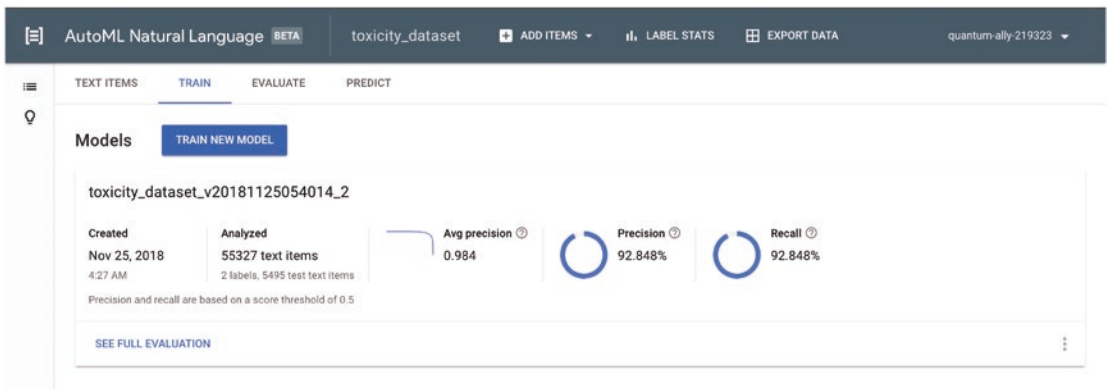 AutoML Natural Language BETA toxicity_dataset ADD ITEMS LABEL STATS EXPORT DATA quantum-ally-219323
TEXT ITEMS TRAIN EVALUATE PREDICT
Models TRAIN NEW MODEL
toxicity_dataset_v20181125054014_2
Created Analyzed Avg precision Precision Recall
Nov 25, 2018 55327 text items 0.984 92.848% 92.848%
4:27 AM 2 labels, 5495 test text items
Precision and recall are based on a score threshold of 0.5
SEE FULL EVALUATION